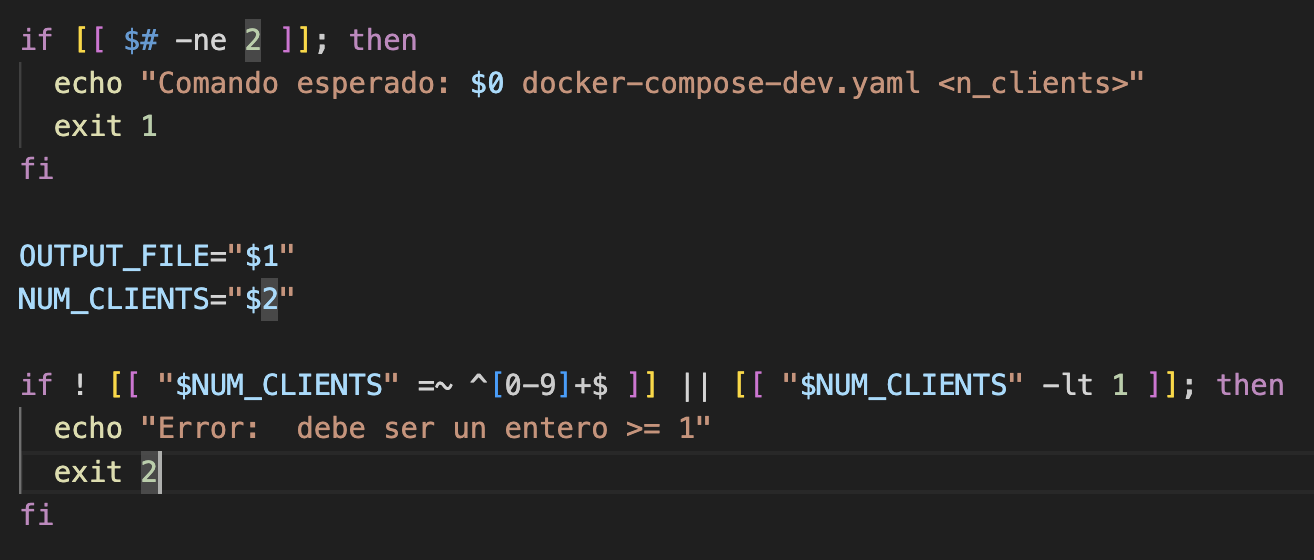 if [[ $# -ne 2 ]]; then
  echo "Comando esperado: $0 docker-compose-dev.yaml <n_clients>"
  exit 1
fi

OUTPUT_FILE="$1"
NUM_CLIENTS="$2"

if ! [[ "$NUM_CLIENTS" =~ ^[0-9]+$ ]] || [[ "$NUM_CLIENTS" -lt 1 ]]; then
  echo "Error:  debe ser un entero >= 1"
  exit 2
fi